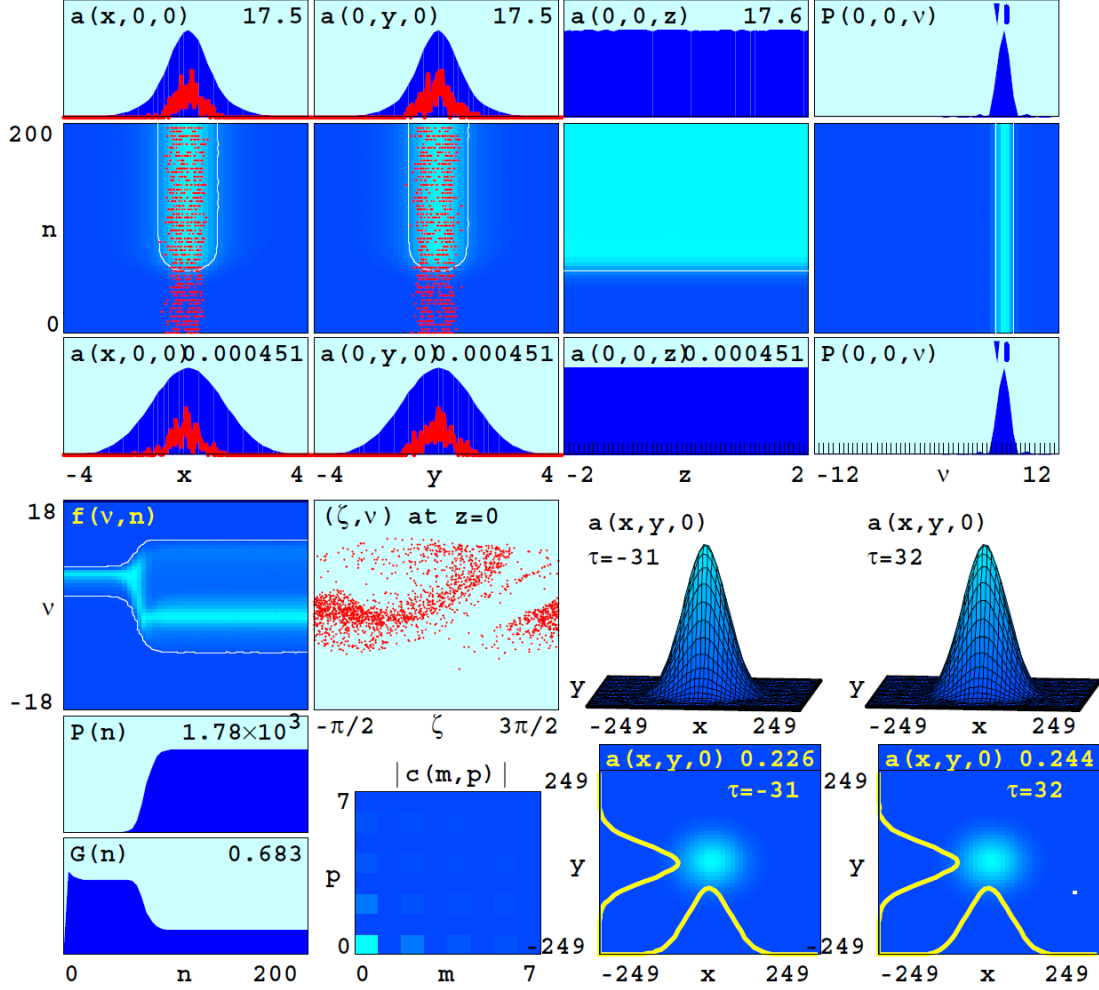 a(x,0,0) 17.5
a(0,y,0) 17.5
a(0,0,z) 17.6
P(0,0,ν)
200
n
0
a(x,0,0)0.000451
a(0,y,0)0.000451
a(0,0,z)0.000451
P(0,0,ν)
-4 x 4
-4 y 4
-2 z 2
-12 ν 12
18
f(ν,n)
ν
-18
(ζ,ν) at z=0
-π/2 ζ 3π/2
a(x,y,0)
τ=-31
y
-249 x 249
a(x,y,0)
τ=32
y
-249 x 249
P(n) 1.78×10³
G(n) 0.683
0 n 200
|c(m,p)|
7
p
0
0 m 7
a(x,y,0) 0.226
τ=-31
249
y
-249
-249 x 249
a(x,y,0) 0.244
τ=32
249
y
-249
-249 x 249